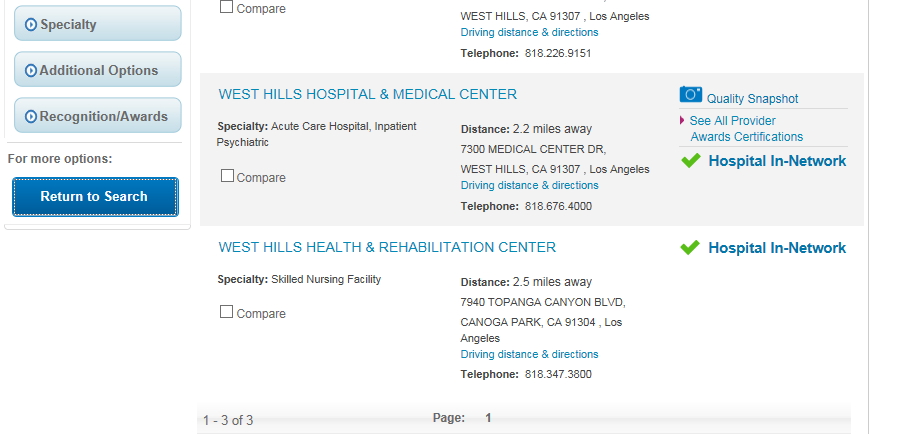 Specialty
Additional Options
Recognition/Awards
For more options:
Return to Search
Compare
WEST HILLS, CA 91307 , Los Angeles
Driving distance & directions
Telephone: 818.226.9151
WEST HILLS HOSPITAL & MEDICAL CENTER
Specialty: Acute Care Hospital, Inpatient
Psychiatric
Compare
Distance: 2.2 miles away
7300 MEDICAL CENTER DR,
WEST HILLS, CA 91307 , Los Angeles
Driving distance & directions
Telephone: 818.676.4000
Quality Snapshot
See All Provider
Awards Certifications
Hospital In-Network
WEST HILLS HEALTH & REHABILITATION CENTER
Specialty: Skilled Nursing Facility
Compare
Distance: 2.5 miles away
7940 TOPANGA CANYON BLVD,
CANOGA PARK, CA 91304 , Los
Angeles
Driving distance & directions
Telephone: 818.347.3800
Hospital In-Network
1 - 3 of 3
Page: 1